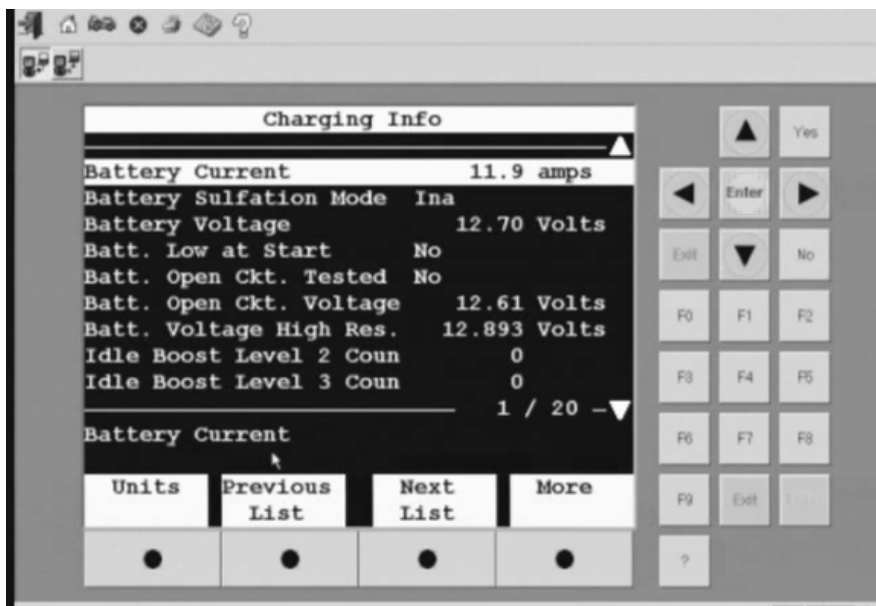 Charging Info
Battery Current 11.9 amps
Battery Sulfation Mode Ina
Battery Voltage 12.70 Volts
Batt. Low at Start No
Batt. Open Ckt. Tested No
Batt. Open Ckt. Voltage 12.61 Volts
Batt. Voltage High Res. 12.893 Volts
Idle Boost Level 2 Coun 0
Idle Boost Level 3 Coun 0
1 / 20
Battery Current
Units Previous List Next List More
Yes
Enter
Exit No
F0 F1 F2
F3 F4 F5
F6 F7 F8
F9 Exit
?